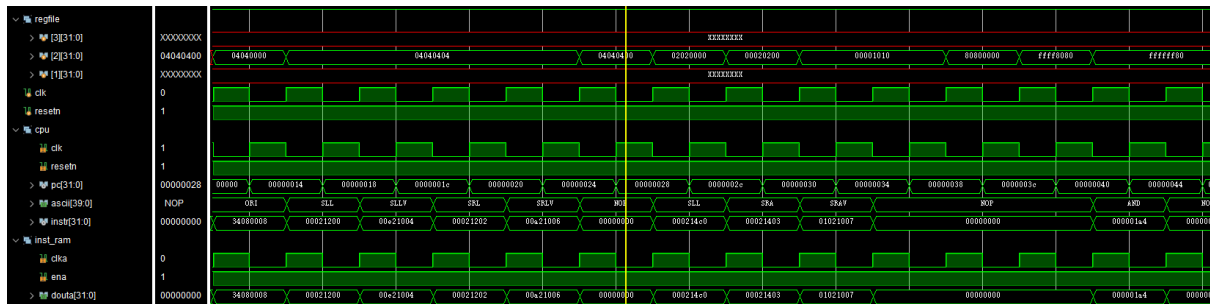 regfile
[3][31:0] XXXXXXXX XXXXXXXX
[2][31:0] 04040400 04040000 04040404 04040400 02020000 00020200 00001010 80800000 ffff8080 ffffff80
[1][31:0] XXXXXXXX XXXXXXXX
clk 0
resetn 1
cpu
clk 1
resetn 1
pc[31:0] 00000028 00000 00000014 00000018 0000001c 00000020 00000024 00000028 0000002c 00000030 00000034 00000038 0000003c 00000040 00000044
ascii[39:0] NOP ORI SLL SLLV SRL SRLV NOP SLL SRA SRAV NOP AND NO
instr[31:0] 00000000 34080008 00021200 00e21004 00021202 00a21006 00000000 000214c0 00021403 01021007 00000000 000001a4 000000
inst_ram
clka 0
ena 1
douta[31:0] 00000000 34080008 00021200 00e21004 00021202 00a21006 00000000 000214c0 00021403 01021007 00000000 000001a4 000000